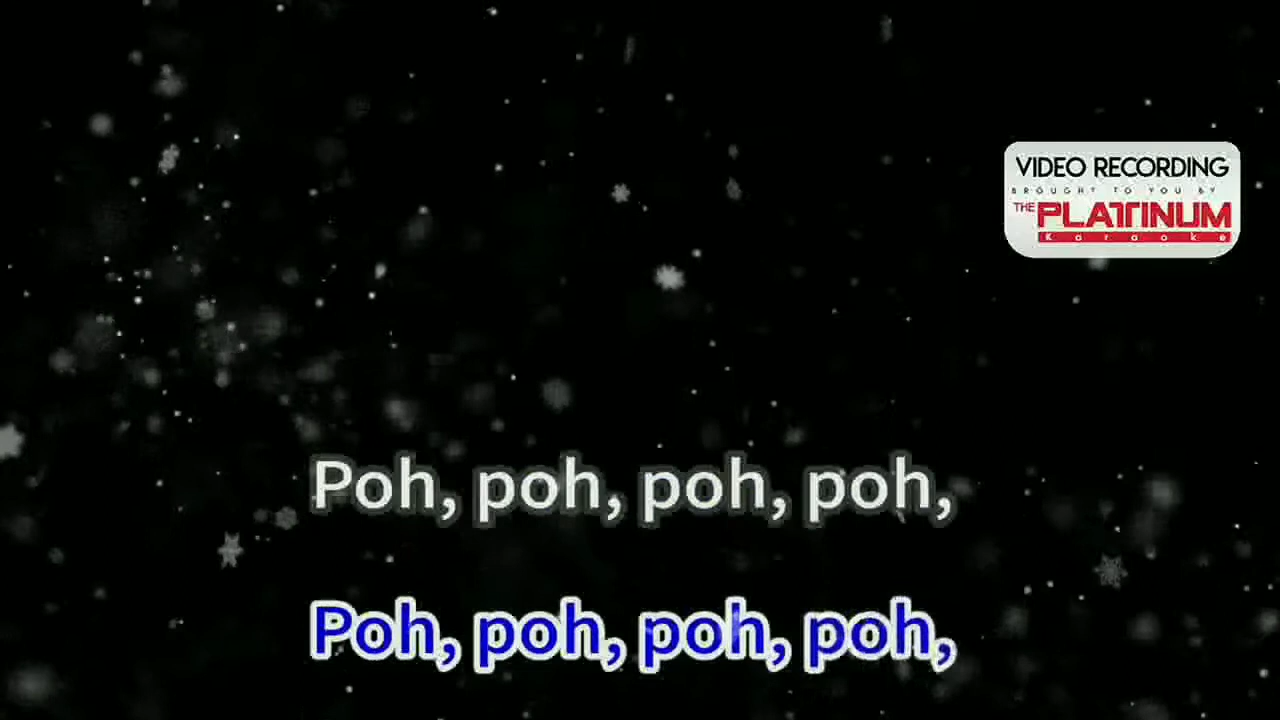 VIDEO RECORDING
BROUGHT TO YOU BY
THE PLATINUM
Karaoke
Poh, poh, poh, poh,
Poh, poh, poh, poh,